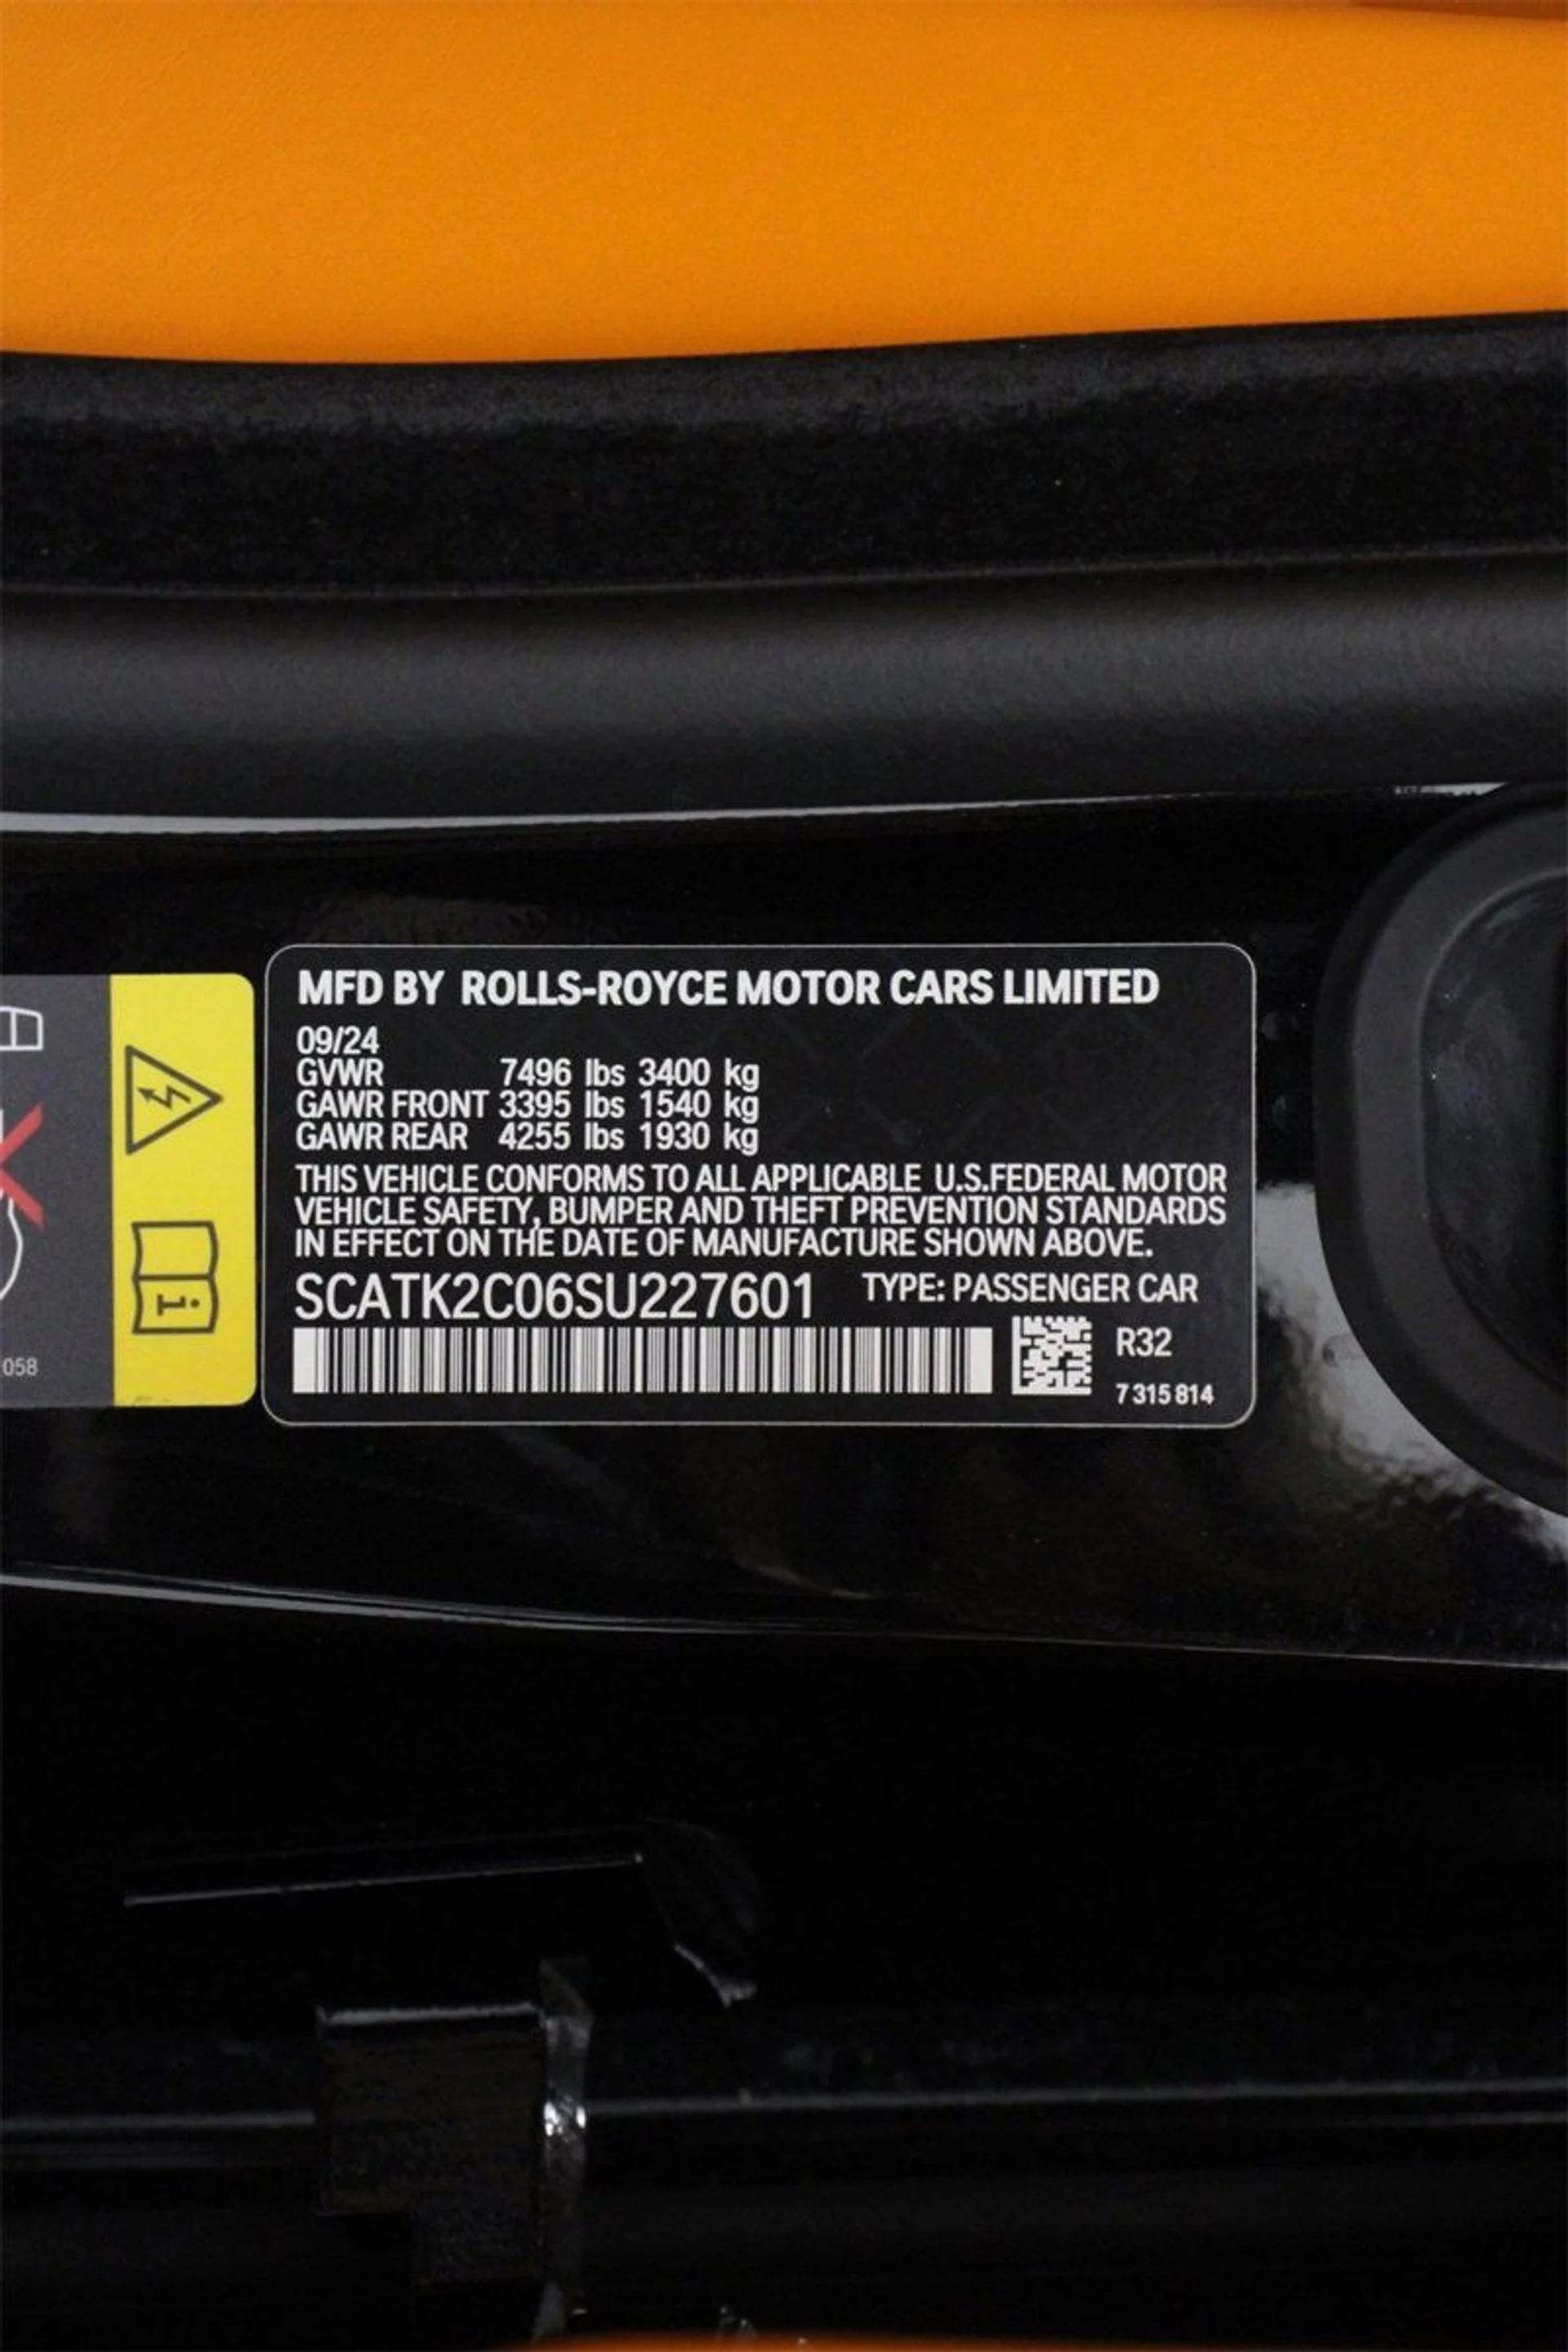 MFD BY ROLLS-ROYCE MOTOR CARS LIMITED
09/24
GVWR 7496 lbs 3400 kg
GAWR FRONT 3395 lbs 1540 kg
GAWR REAR 4255 lbs 1930 kg
THIS VEHICLE CONFORMS TO ALL APPLICABLE U.S.FEDERAL MOTOR
VEHICLE SAFETY, BUMPER AND THEFT PREVENTION STANDARDS
IN EFFECT ON THE DATE OF MANUFACTURE SHOWN ABOVE.
SCATK2C06SU227601 TYPE: PASSENGER CAR
R32
7 315 814
058